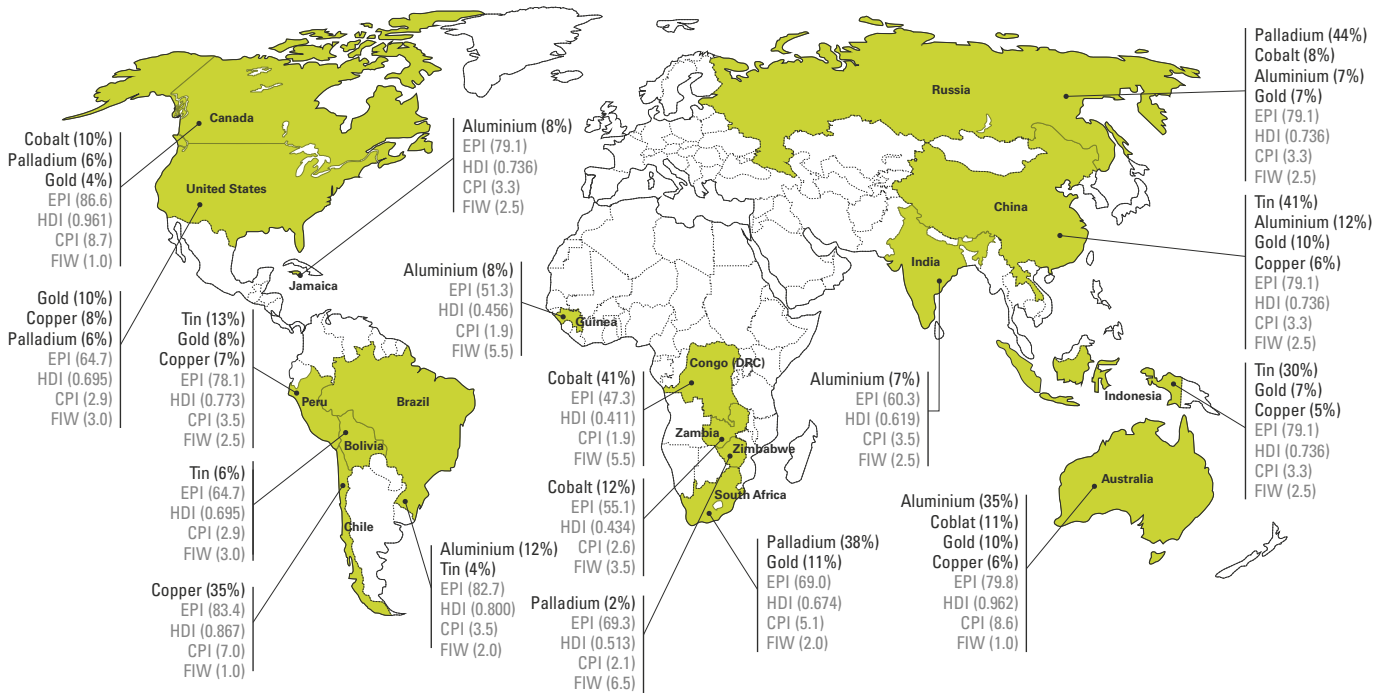 Canada
Cobalt (10%)
Palladium (6%)
Gold (4%)
EPI (86.6)
HDI (0.961)
CPI (8.7)
FIW (1.0)
United States
Gold (10%)
Copper (8%)
Palladium (6%)
EPI (64.7)
HDI (0.695)
CPI (2.9)
FIW (3.0)
Aluminium (8%)
EPI (79.1)
HDI (0.736)
CPI (3.3)
FIW (2.5)
Jamaica
Aluminium (8%)
EPI (51.3)
HDI (0.456)
CPI (1.9)
FIW (5.5)
Guinea
Tin (13%)
Gold (8%)
Copper (7%)
EPI (78.1)
HDI (0.773)
CPI (3.5)
FIW (2.5)
Peru
Brazil
Bolivia
Tin (6%)
EPI (64.7)
HDI (0.695)
CPI (2.9)
FIW (3.0)
Chile
Copper (35%)
EPI (83.4)
HDI (0.867)
CPI (7.0)
FIW (1.0)
Aluminium (12%)
Tin (4%)
EPI (82.7)
HDI (0.800)
CPI (3.5)
FIW (2.0)
Congo (DRC)
Cobalt (41%)
EPI (47.3)
HDI (0.411)
CPI (1.9)
FIW (5.5)
Zambia
Zimbabwe
South Africa
Cobalt (12%)
EPI (55.1)
HDI (0.434)
CPI (2.6)
FIW (3.5)
Palladium (2%)
EPI (69.3)
HDI (0.513)
CPI (2.1)
FIW (6.5)
Palladium (38%)
Gold (11%)
EPI (69.0)
HDI (0.674)
CPI (5.1)
FIW (2.0)
Aluminium (7%)
EPI (60.3)
HDI (0.619)
CPI (3.5)
FIW (2.5)
India
Russia
Palladium (44%)
Cobalt (8%)
Aluminium (7%)
Gold (7%)
EPI (79.1)
HDI (0.736)
CPI (3.3)
FIW (2.5)
China
Tin (41%)
Aluminium (12%)
Gold (10%)
Copper (6%)
EPI (79.1)
HDI (0.736)
CPI (3.3)
FIW (2.5)
Indonesia
Tin (30%)
Gold (7%)
Copper (5%)
EPI (79.1)
HDI (0.736)
CPI (3.3)
FIW (2.5)
Australia
Aluminium (35%)
Coblat (11%)
Gold (10%)
Copper (6%)
EPI (79.8)
HDI (0.962)
CPI (8.6)
FIW (1.0)